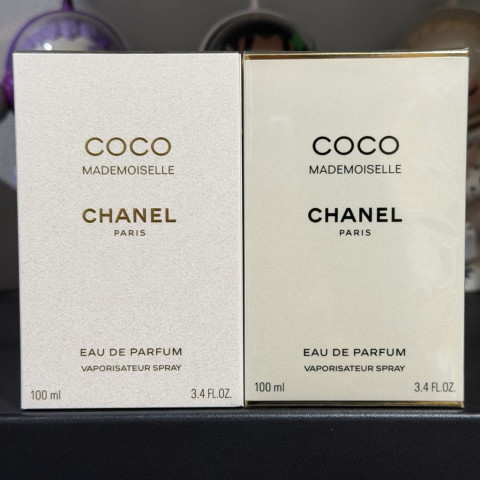 COCO
MADEMOISELLE
CHANEL
PARIS
EAU DE PARFUM
VAPORISATEUR SPRAY
100 ml 3.4 FL.OZ.
COCO
MADEMOISELLE
CHANEL
PARIS
EAU DE PARFUM
VAPORISATEUR SPRAY
100 ml 3.4 FL.OZ.